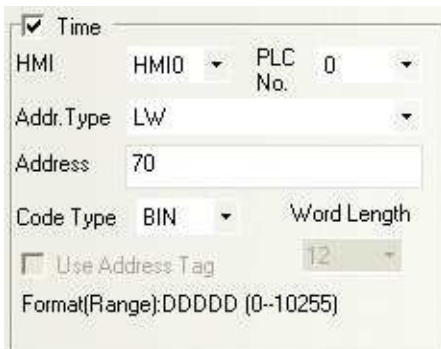 Time
HMI HMI0 PLC No. 0
Addr.Type LW
Address 70
Code Type BIN Word Length
Use Address Tag 12
Format(Range):DDDDD (0--10255)